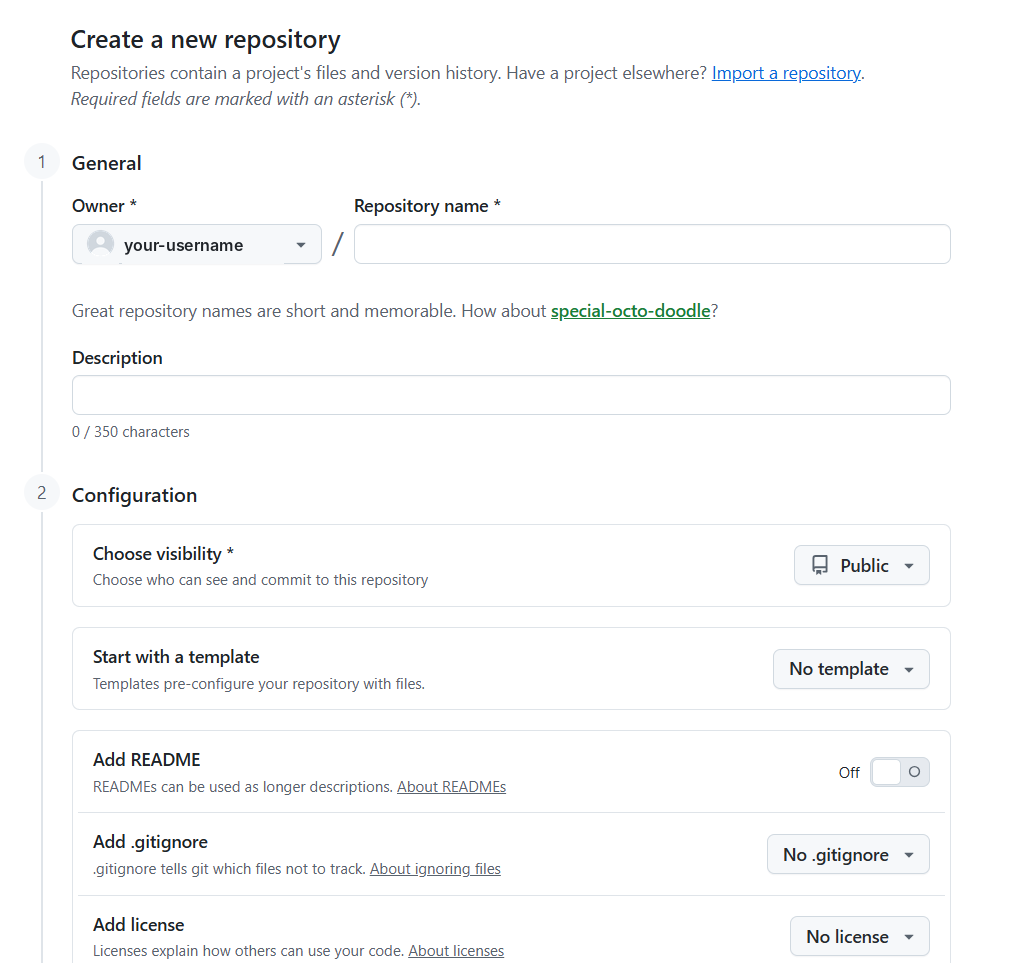 Create a new repository
Repositories contain a project's files and version history. Have a project elsewhere? Import a repository.
Required fields are marked with an asterisk (*).
1
General
Owner *
Repository name *
your-username
/
Great repository names are short and memorable. How about special-octo-doodle?
Description
0 / 350 characters
2
Configuration
Choose visibility *
Choose who can see and commit to this repository
Public
Start with a template
Templates pre-configure your repository with files.
No template
Add README
READMEs can be used as longer descriptions. About READMEs
Off
Add .gitignore
.gitignore tells git which files not to track. About ignoring files
No .gitignore
Add license
Licenses explain how others can use your code. About licenses
No license